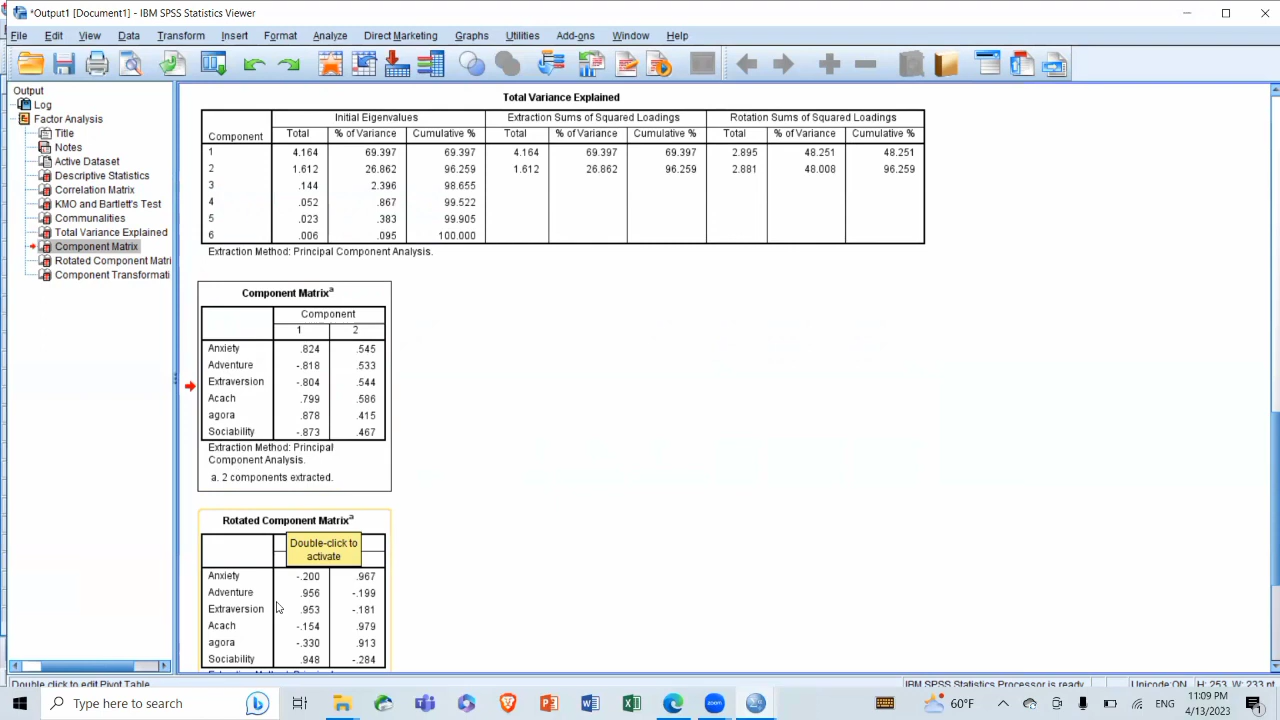 *Output1 [Document1] - IBM SPSS Statistics Viewer
File Edit View Data Transform Insert Format Analyze Direct Marketing Graphs Utilities Add-ons Window Help
Output
Log
Factor Analysis
Title
Notes
Active Dataset
Descriptive Statistics
Correlation Matrix
KMO and Bartlett's Test
Communalities
Total Variance Explained
Component Matrix
Rotated Component Matri
Component Transformati
Total Variance Explained
Initial Eigenvalues Extraction Sums of Squared Loadings Rotation Sums of Squared Loadings
Component Total % of Variance Cumulative % Total % of Variance Cumulative % Total % of Variance Cumulative %
1 4.164 69.397 69.397 4.164 69.397 69.397 2.895 48.251 48.251
2 1.612 26.862 96.259 1.612 26.862 96.259 2.881 48.008 96.259
3 .144 2.396 98.655
4 .052 .867 99.522
5 .023 .383 99.905
6 .006 .095 100.000
Extraction Method: Principal Component Analysis.
Component Matrixa
Component
1 2
Anxiety .824 .545
Adventure -.818 .533
Extraversion -.804 .544
Acach .799 .586
agora .878 .415
Sociability -.873 .467
Extraction Method: Principal
Component Analysis.
a. 2 components extracted.
Rotated Component Matrixa
Double-click to
activate
Anxiety -.200 .967
Adventure .956 -.199
Extraversion .953 -.181
Acach -.154 .979
agora -.330 .913
Sociability .948 -.284
Double click to edit Pivot Table
IBM SPSS Statistics Processor is ready
Unicode:ON
H: 253, W: 233 pt
Type here to search
zoom
60°F
ENG
11:09 PM
4/13/2023